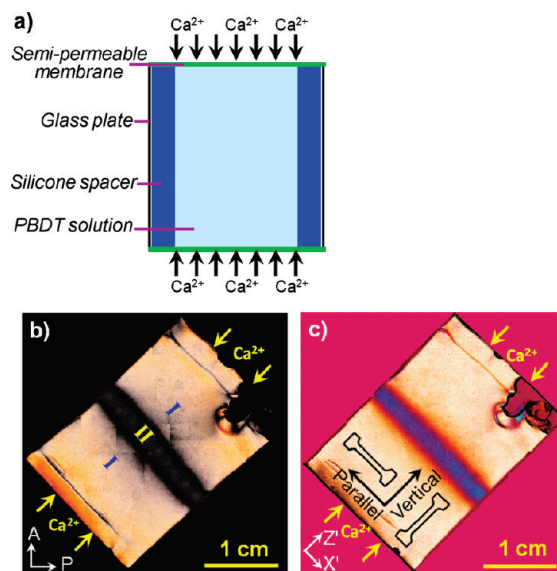 a)
Ca²⁺ Ca²⁺ Ca²⁺
Semi-permeable
membrane
Glass plate
Silicone spacer
PBDT solution
Ca²⁺ Ca²⁺ Ca²⁺
b)
Ca²⁺
I
II
I
Ca²⁺
A
P
1 cm
c)
Ca²⁺
Parallel
Vertical
Ca²⁺
Z'
X'
1 cm